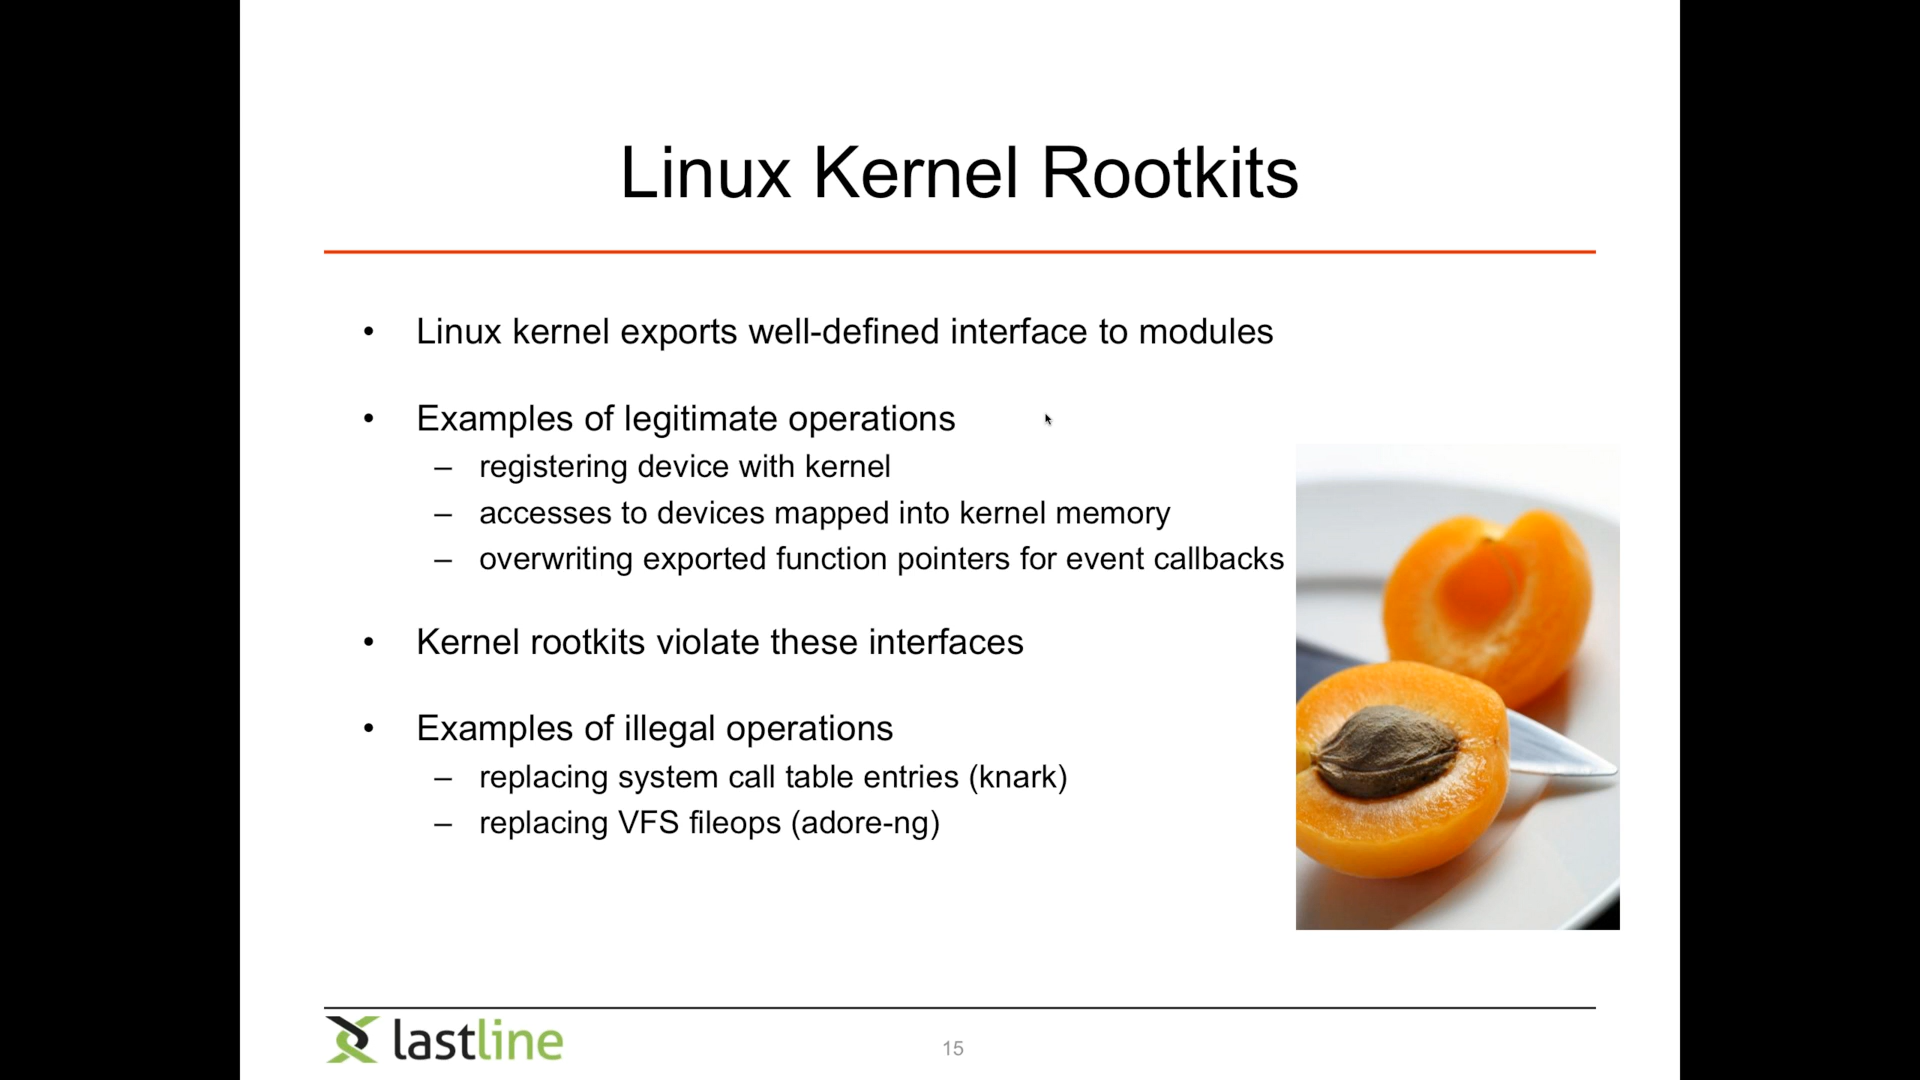 Linux Kernel Rootkits
• Linux kernel exports well-defined interface to modules
• Examples of legitimate operations
– registering device with kernel
– accesses to devices mapped into kernel memory
– overwriting exported function pointers for event callbacks
• Kernel rootkits violate these interfaces
• Examples of illegal operations
– replacing system call table entries (knark)
– replacing VFS fileops (adore-ng)
lastline
15